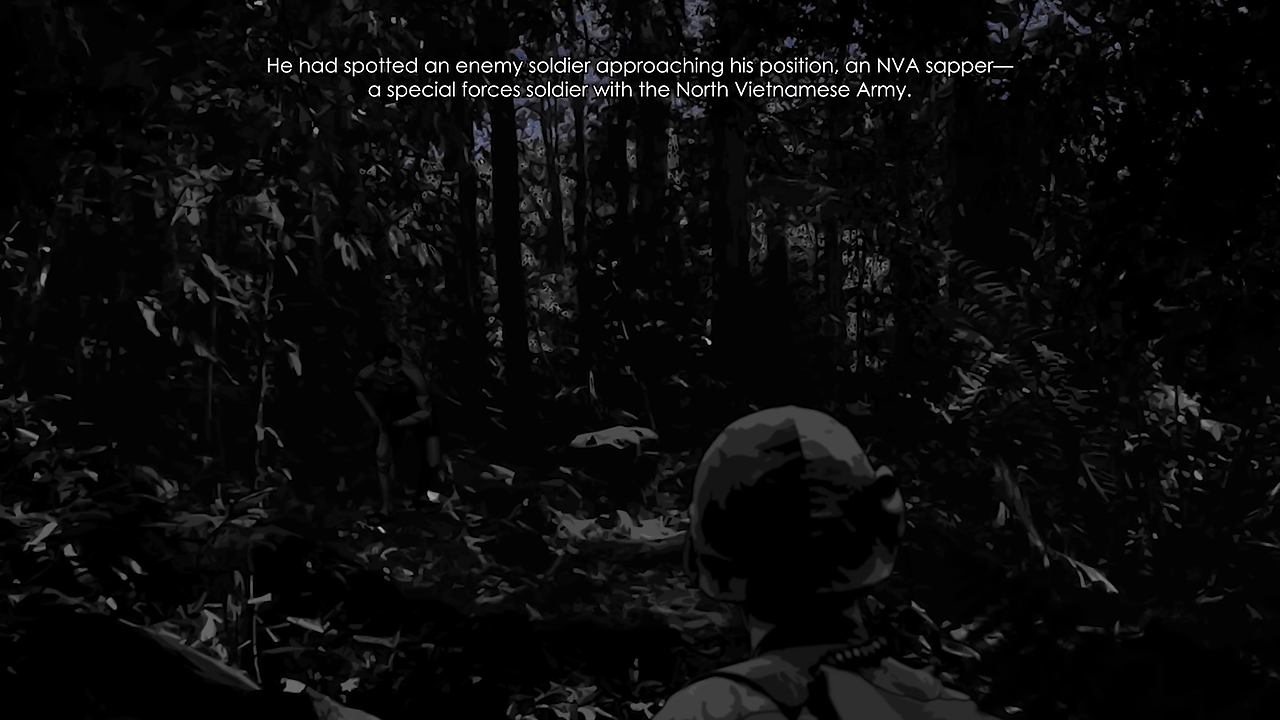 He had spotted an enemy soldier approaching his position, an NVA sapper—
a special forces soldier with the North Vietnamese Army.